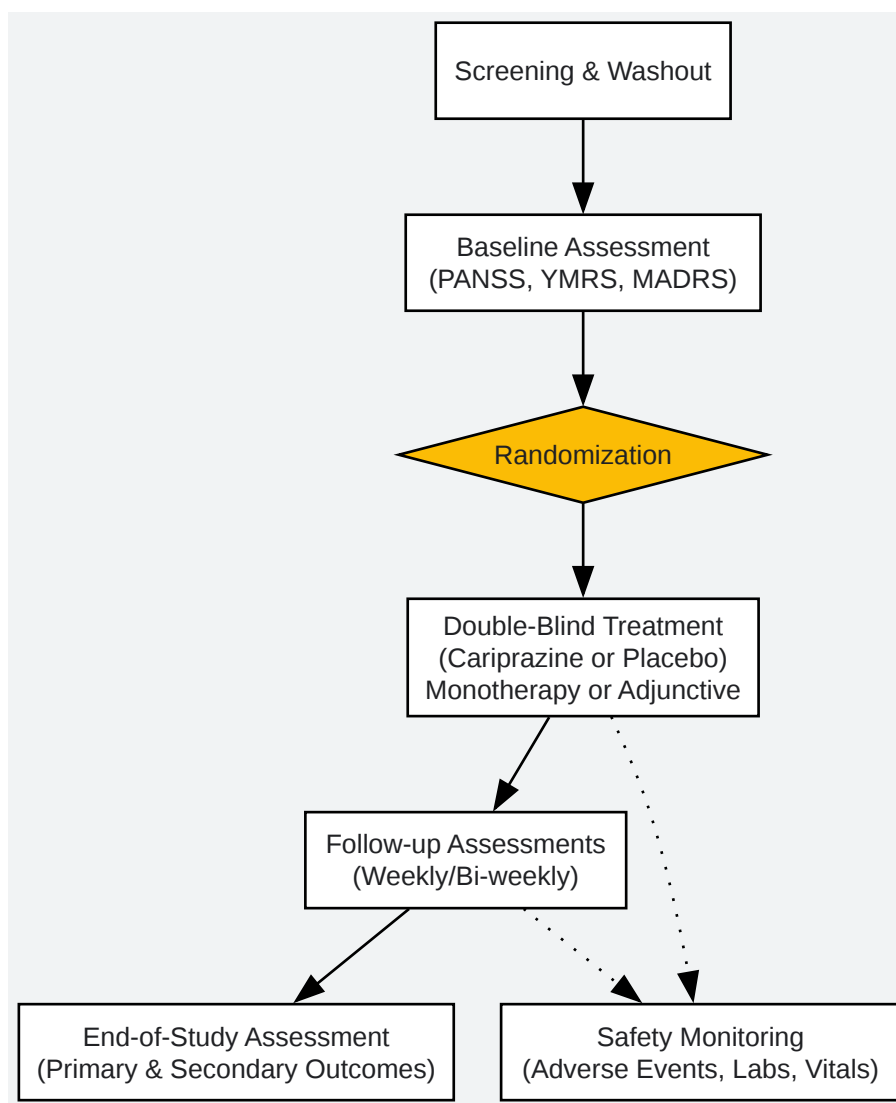 Screening & Washout
Baseline Assessment
(PANSS, YMRS, MADRS)
Randomization
Double-Blind Treatment
(Cariprazine or Placebo)
Monotherapy or Adjunctive
Follow-up Assessments
(Weekly/Bi-weekly)
End-of-Study Assessment
(Primary & Secondary Outcomes)
Safety Monitoring
(Adverse Events, Labs, Vitals)